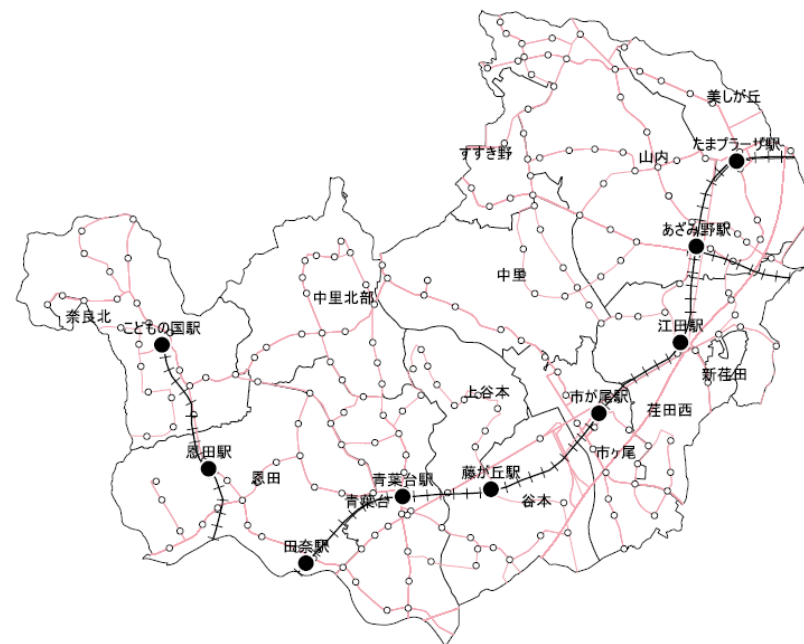 美しが丘
たまプラーザ駅
すすき野
山内
あざみ野駅
中里
中里北部
奈良北
こどもの国駅
江田駅
新荏田
上谷本
市が尾駅
荏田西
恩田駅
恩田
青葉台駅
藤が丘駅
市ヶ尾
青葉台
谷本
田奈駅